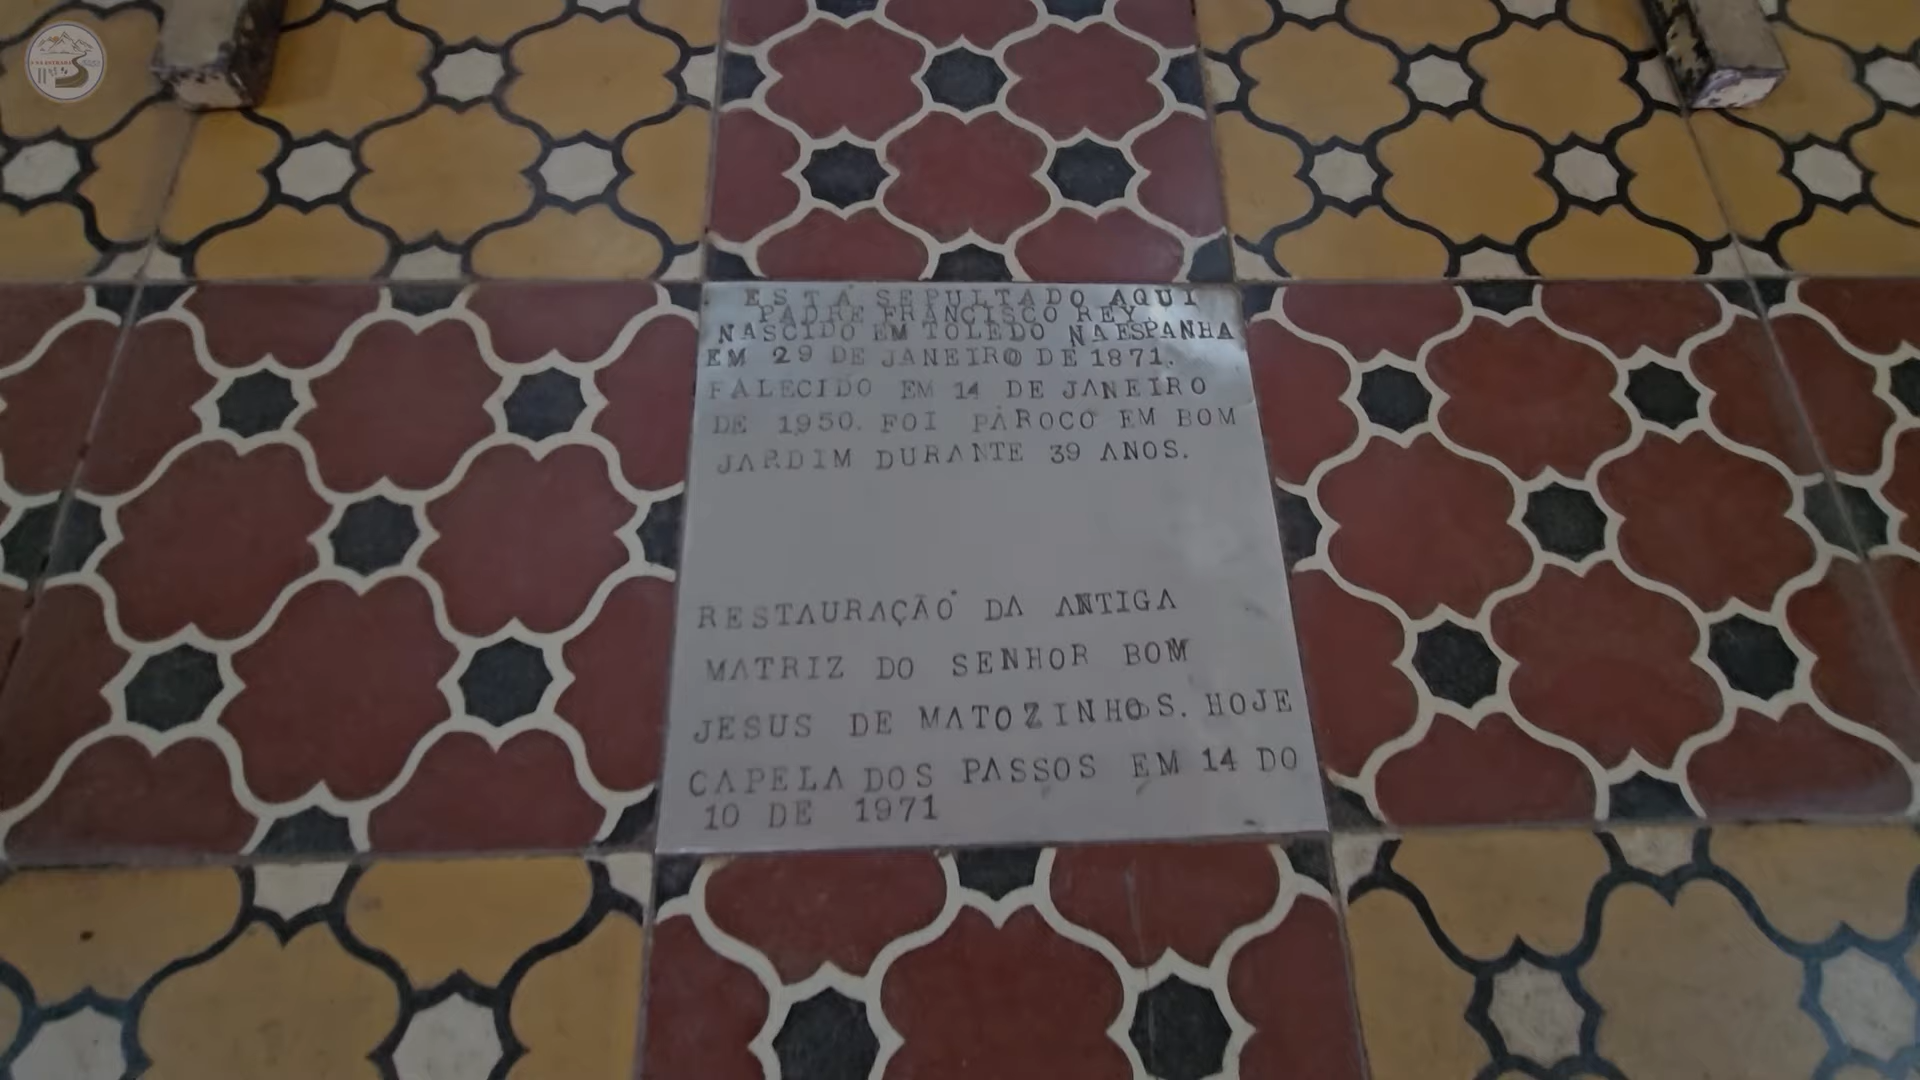 ESTÁ SEPULTADO AQUI
PADRE FRANCISCO REY
NASCIDO EM TOLEDO NA ESPANHA
EM 29 DE JANEIRO DE 1871.
FALECIDO EM 14 DE JANEIRO
DE 1950. FOI PÁROCO EM BOM
JARDIM DURANTE 39 ANOS.
RESTAURAÇÃO DA ANTIGA
MATRIZ DO SENHOR BOM
JESUS DE MATOZINHOS. HOJE
CAPELA DOS PASSOS EM 14 DO
10 DE 1971